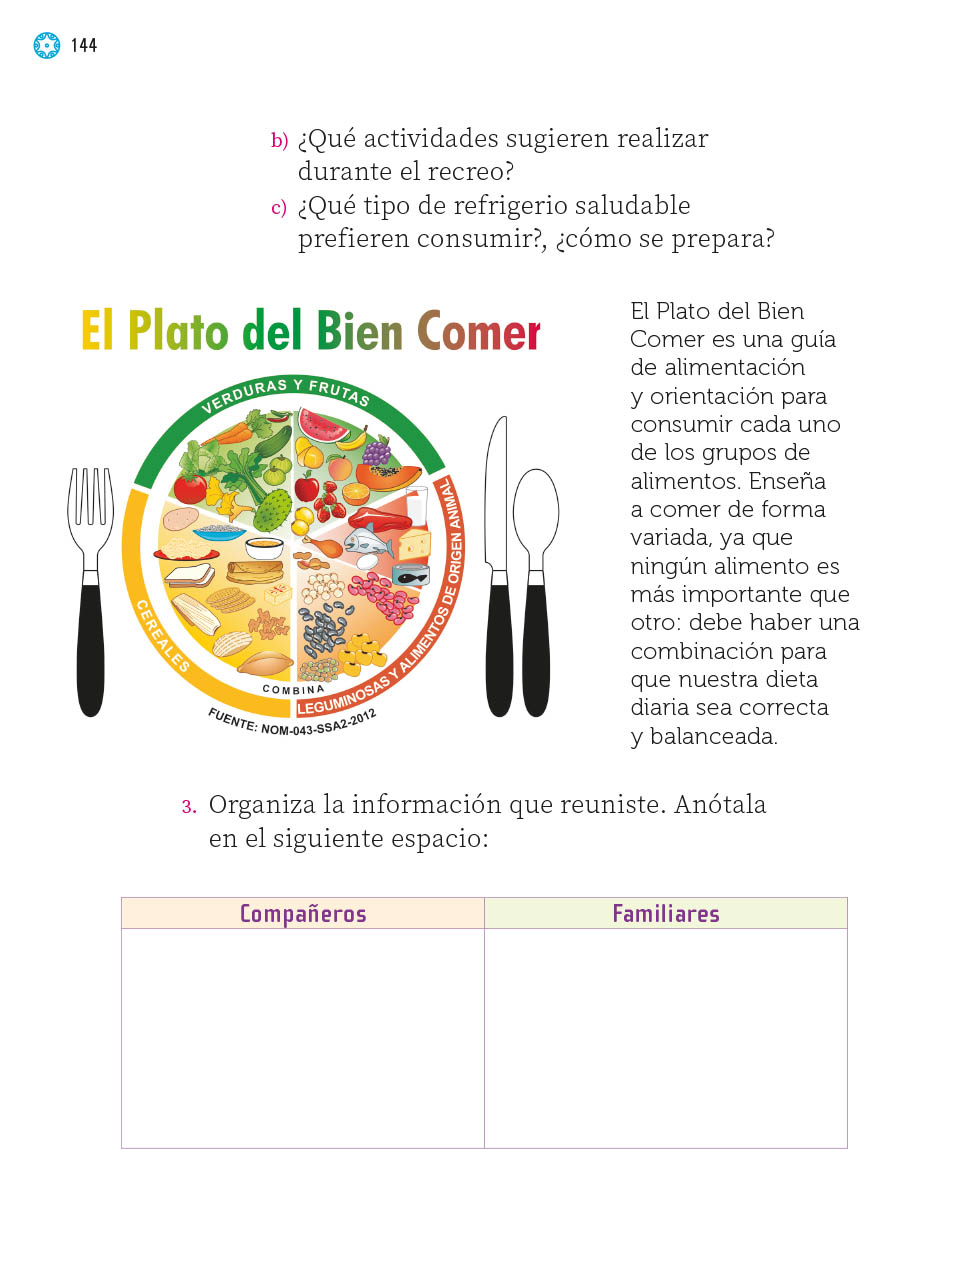 144
b) ¿Qué actividades sugieren realizar
durante el recreo?
c) ¿Qué tipo de refrigerio saludable
prefieren consumir?, ¿cómo se prepara?
El Plato del Bien Comer
VERDURAS Y FRUTAS
CEREALES
LEGUMINOSAS Y ALIMENTOS DE ORIGEN ANIMAL
COMBINA
FUENTE: NOM-043-SSA2-2012
El Plato del Bien
Comer es una guía
de alimentación
y orientación para
consumir cada uno
de los grupos de
alimentos. Enseña
a comer de forma
variada, ya que
ningún alimento es
más importante que
otro: debe haber una
combinación para
que nuestra dieta
diaria sea correcta
y balanceada.
3. Organiza la información que reuniste. Anótala
en el siguiente espacio:
Compañeros
Familiares